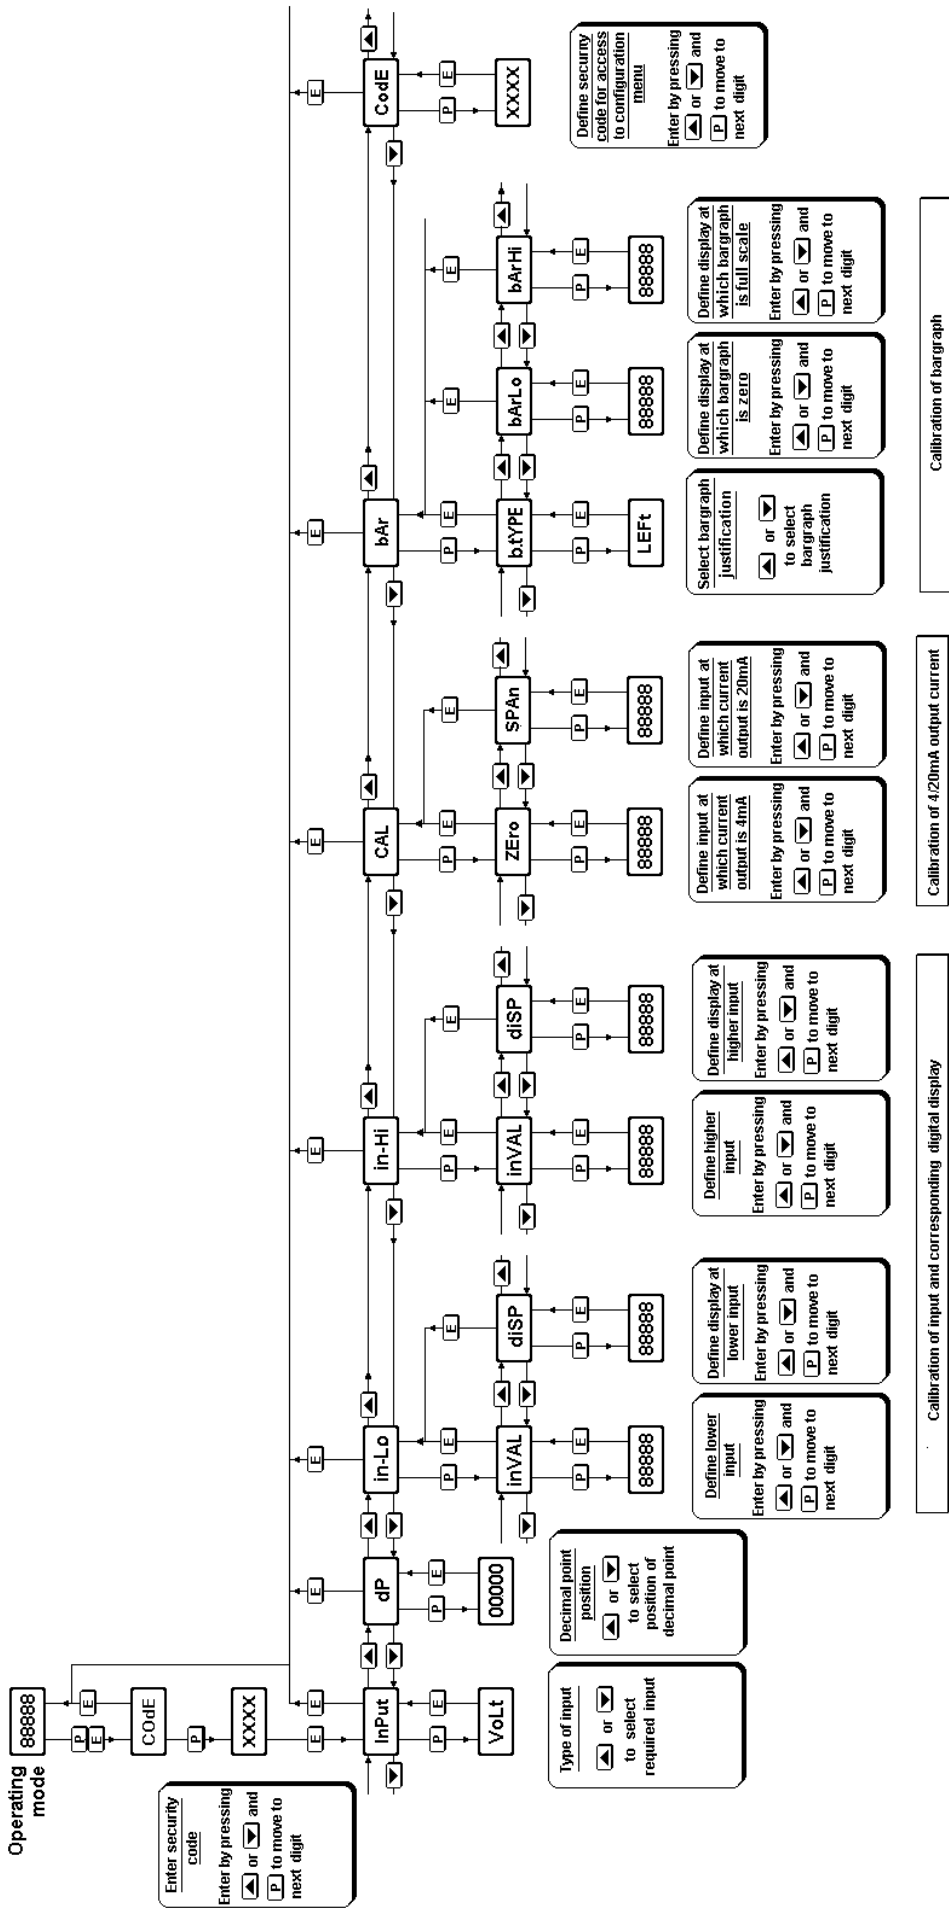 Operating
mode
88888
P
E
E
COdE
P
XXXX
E
Enter security
code
Enter by pressing
▲ or ▼ and
P to move to
next digit
E
E
E
E
E
E
E
InPut
▲
▼
dP
▲
▼
in-Lo
▲
▼
in-Hi
▲
▼
CAL
▲
▼
bAr
▲
▼
CodE
▲
▼
P
E
VoLt
P
E
00000
P
E
E
inVAL
▲
▼
diSP
▲
▼
P
E
88888
P
E
88888
P
E
E
inVAL
▲
▼
diSP
▲
▼
P
E
88888
P
E
88888
P
E
E
ZEro
▲
▼
SPAn
▲
▼
P
E
88888
P
E
88888
P
E
E
E
b.tYPE
▲
▼
bArLo
▲
▼
bArHi
▲
▼
P
E
LEFt
P
E
88888
P
E
88888
P
E
XXXX
Type of input
▲ or ▼
to select
required input
Decimal point
position
▲ or ▼
to select
position of
decimal point
Define lower
input
Enter by pressing
▲ or ▼ and
P to move to
next digit
Define display at
lower input
Enter by pressing
▲ or ▼ and
P to move to
next digit
Define higher
input
Enter by pressing
▲ or ▼ and
P to move to
next digit
Define display at
higher input
Enter by pressing
▲ or ▼ and
P to move to
next digit
Define input at
which current
output is 4mA
Enter by pressing
▲ or ▼ and
P to move to
next digit
Define input at
which current
output is 20mA
Enter by pressing
▲ or ▼ and
P to move to
next digit
Select bargraph
justification
▲ or ▼
to select
bargraph
justification
Define display at
which bargraph
is zero
Enter by pressing
▲ or ▼ and
P to move to
next digit
Define display at
which bargraph
is full scale
Enter by pressing
▲ or ▼ and
P to move to
next digit
Define security
code for access
to configuration
menu
Enter by pressing
▲ or ▼ and
P to move to
next digit
Calibration of input and corresponding digital display
Calibration of 4/20mA output current
Calibration of bargraph